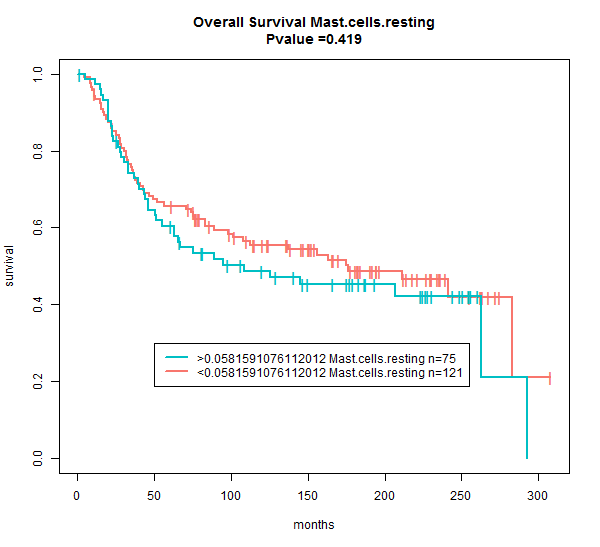 Overall Survival Mast.cells.resting
Pvalue =0.419
survival
1.0
0.8
0.6
0.4
0.2
0.0
>0.0581591076112012 Mast.cells.resting n=75
<0.0581591076112012 Mast.cells.resting n=121
0 50 100 150 200 250 300
months